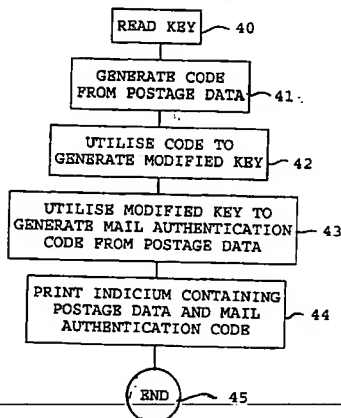 READ KEY
40
GENERATE CODE
FROM POSTAGE DATA
41
UTILISE CODE TO
GENERATE MODIFIED KEY
42
UTILISE MODIFIED KEY TO
GENERATE MAIL AUTHENTICATION
CODE FROM POSTAGE DATA
43
PRINT INDICIUM CONTAINING
POSTAGE DATA AND MAIL
AUTHENTICATION CODE
44
END
45